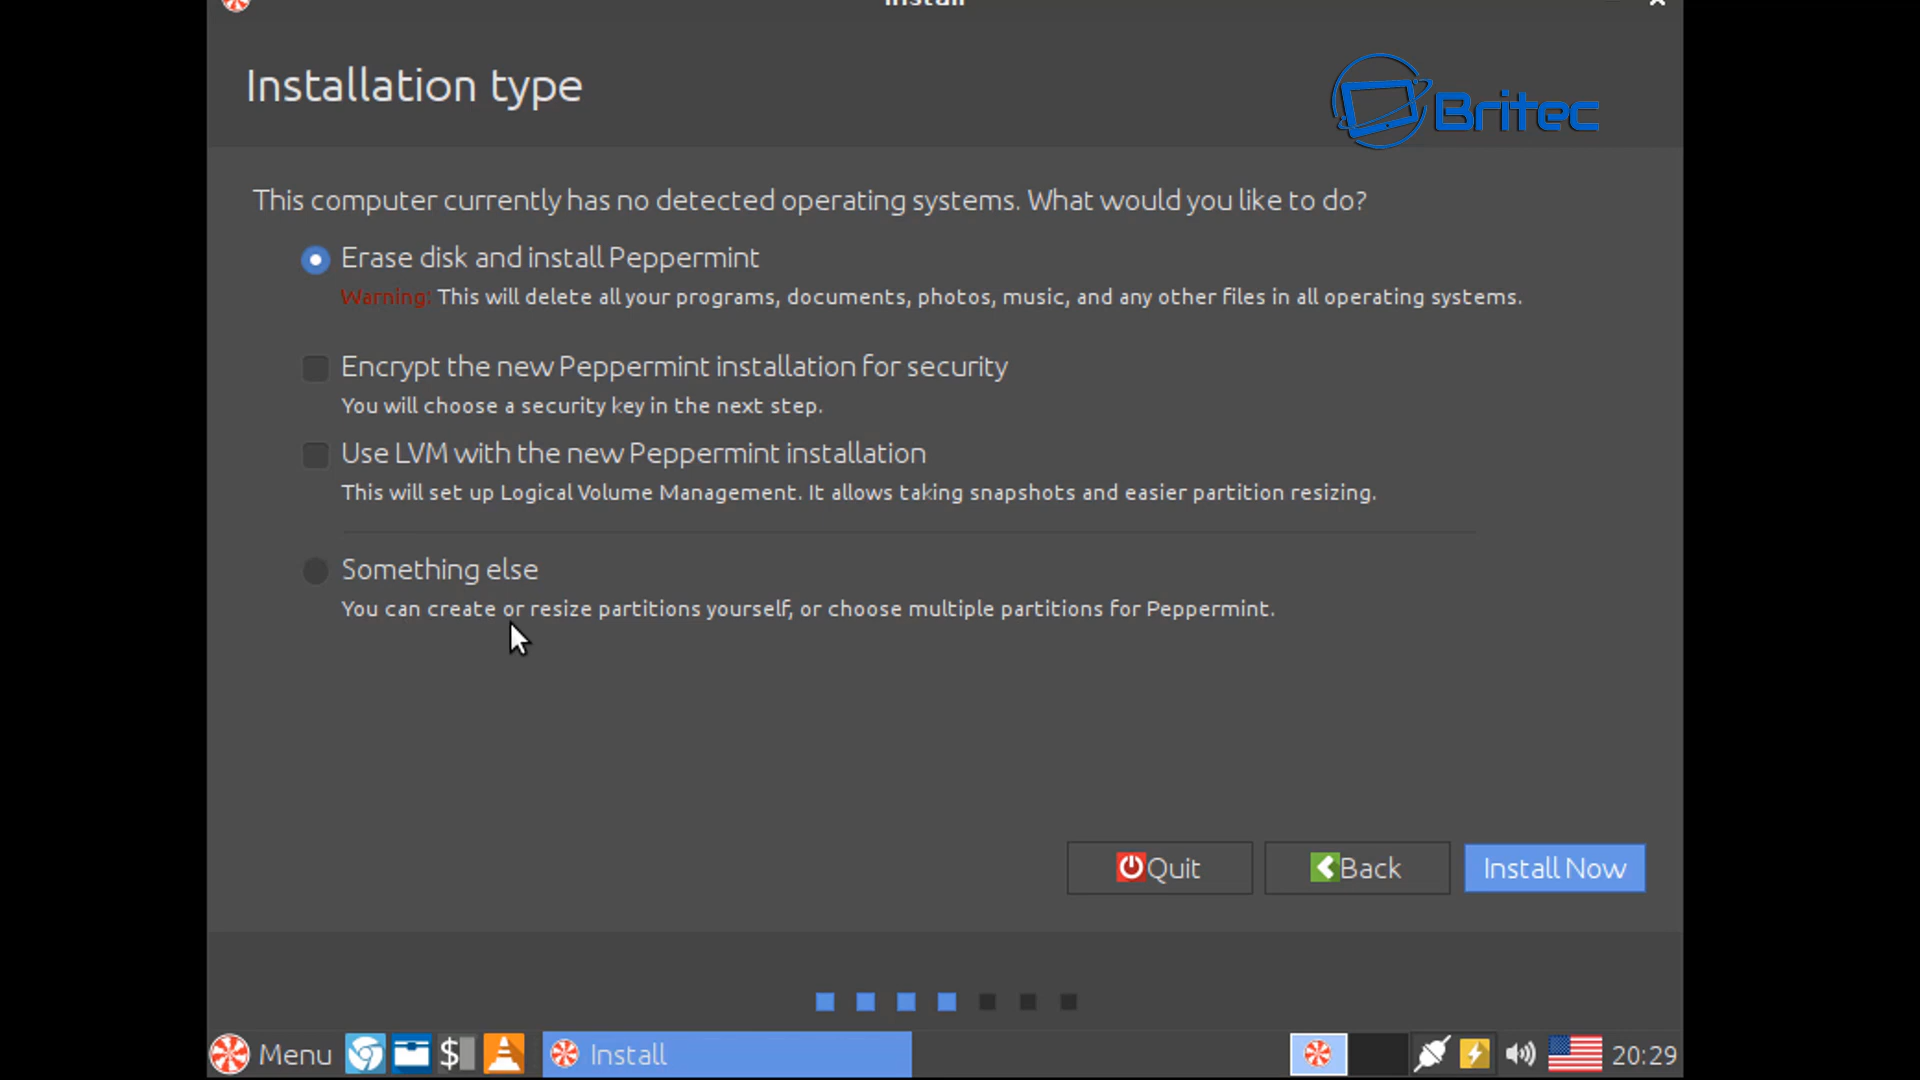 Install
Installation type
Britec
This computer currently has no detected operating systems. What would you like to do?
Erase disk and install Peppermint
Warning: This will delete all your programs, documents, photos, music, and any other files in all operating systems.
Encrypt the new Peppermint installation for security
You will choose a security key in the next step.
Use LVM with the new Peppermint installation
This will set up Logical Volume Management. It allows taking snapshots and easier partition resizing.
Something else
You can create or resize partitions yourself, or choose multiple partitions for Peppermint.
Quit
Back
Install Now
Menu
$
Install
20:29